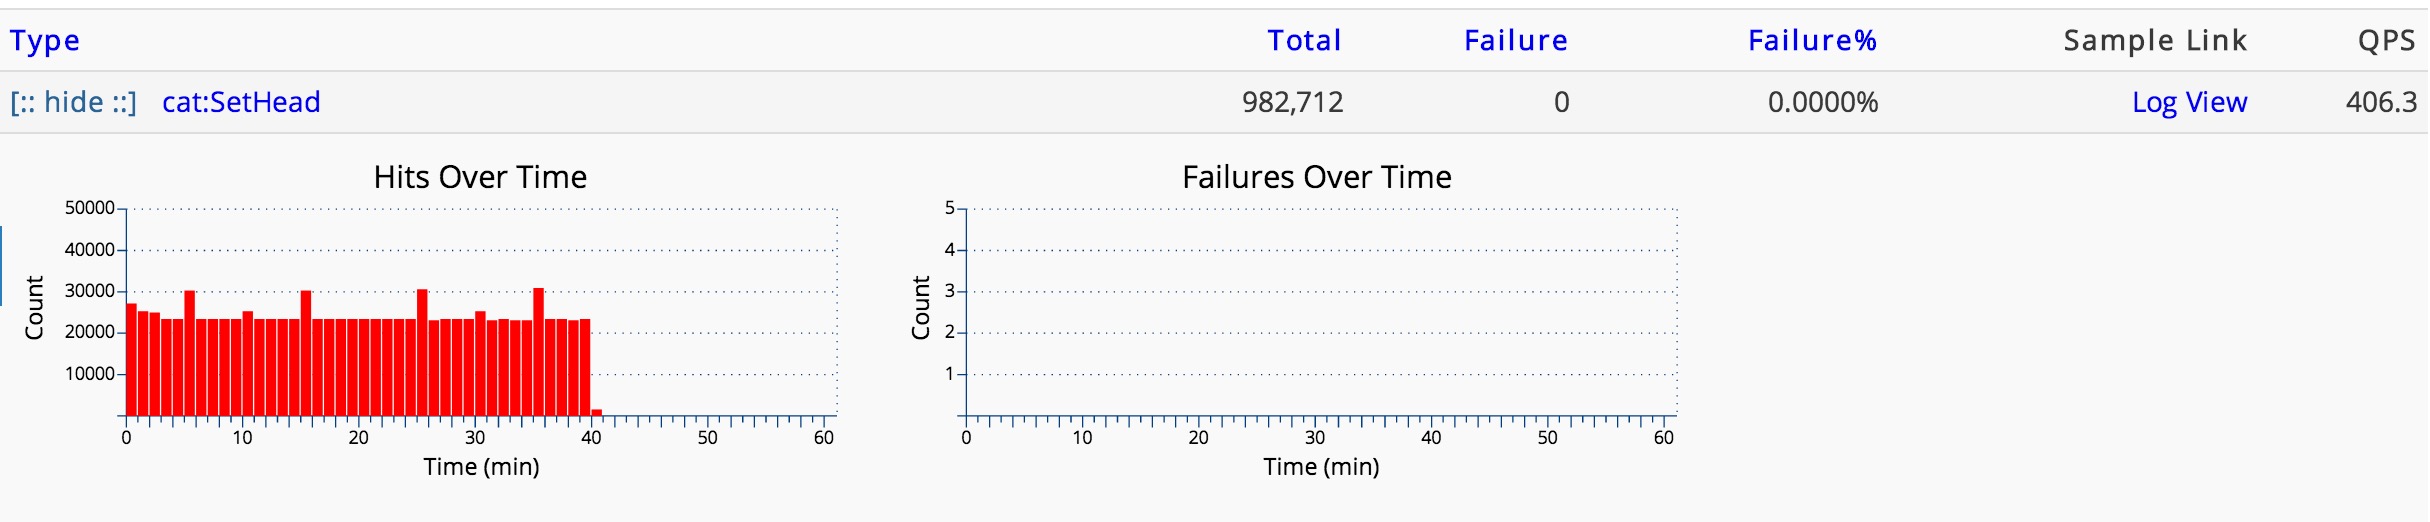 Type Total Failure Failure% Sample Link QPS
[:: hide ::] cat:SetHead 982,712 0 0.0000% Log View 406.3
Hits Over Time
50000
40000
30000
20000
10000
Count
0 10 20 30 40 50 60
Time (min)
Failures Over Time
5
4
3
2
1
Count
0 10 20 30 40 50 60
Time (min)